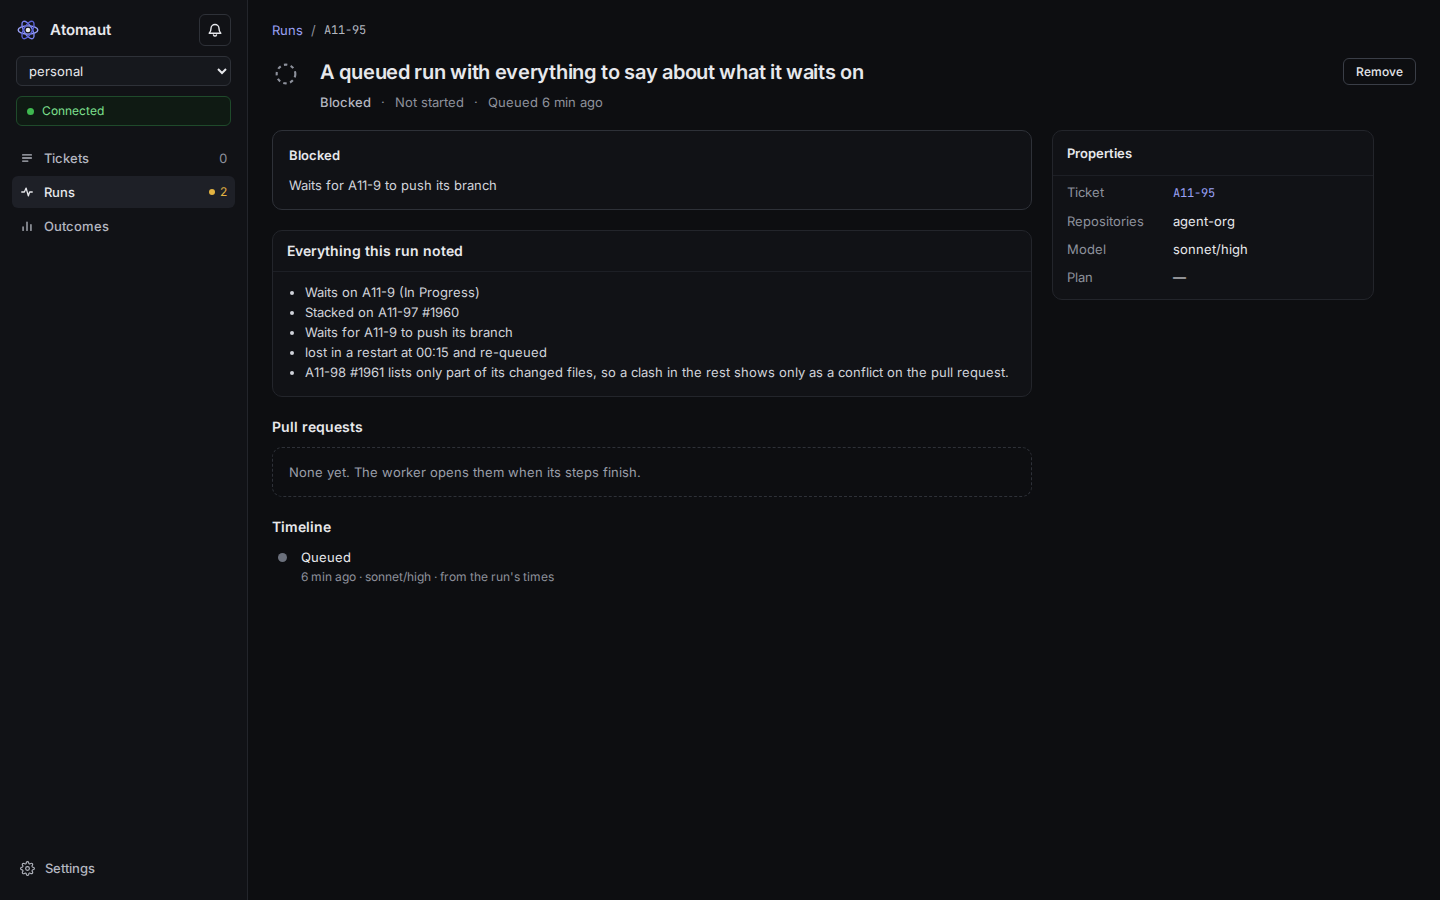 Atomaut
personal
Connected
Tickets 0
Runs 2
Outcomes
Settings
Runs / A11-95
A queued run with everything to say about what it waits on
Remove
Blocked · Not started · Queued 6 min ago
Blocked
Waits for A11-9 to push its branch
Everything this run noted
• Waits on A11-9 (In Progress)
• Stacked on A11-97 #1960
• Waits for A11-9 to push its branch
• lost in a restart at 00:15 and re-queued
• A11-98 #1961 lists only part of its changed files, so a clash in the rest shows only as a conflict on the pull request.
Pull requests
None yet. The worker opens them when its steps finish.
Timeline
Queued
6 min ago · sonnet/high · from the run's times
Properties
Ticket A11-95
Repositories agent-org
Model sonnet/high
Plan —